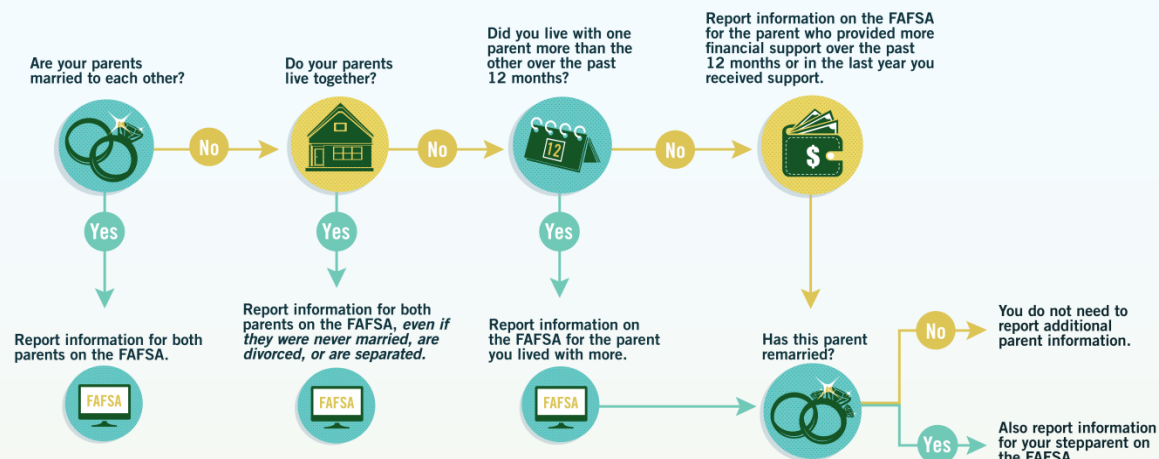 Are your parents
married to each other?
No
Do your parents
live together?
No
Did you live with one
parent more than the
other over the past
12 months?
12
No
Report information on the FAFSA
for the parent who provided more
financial support over the past
12 months or in the last year you
received support.
$
Yes
Report information for both
parents on the FAFSA.
FAFSA
Yes
Report information for both
parents on the FAFSA, even if
they were never married, are
divorced, or are separated.
FAFSA
Yes
Report information on
the FAFSA for the parent
you lived with more.
FAFSA
Has this parent
remarried?
No
You do not need to
report additional
parent information.
Yes
Also report information
for your stepparent on
the FAFSA